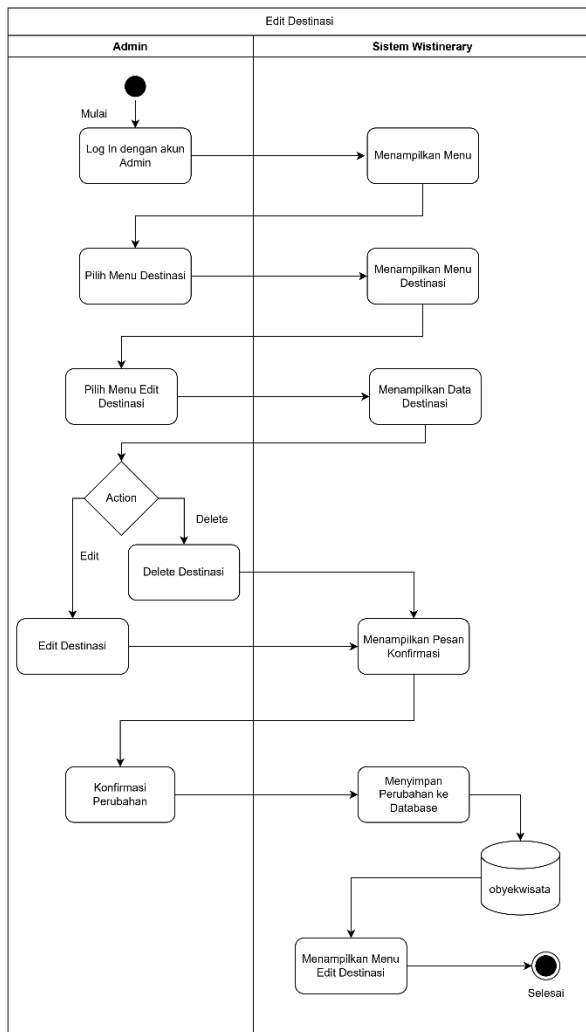 Edit Destinasi
Admin
Sistem Wistinerary
Mulai
Log In dengan akun
Admin
Menampilkan Menu
Pilih Menu Destinasi
Menampilkan Menu
Destinasi
Pilih Menu Edit
Destinasi
Menampilkan Data
Destinasi
Action
Delete
Edit
Delete Destinasi
Edit Destinasi
Menampilkan Pesan
Konfirmasi
Konfirmasi
Perubahan
Menyimpan
Perubahan ke
Database
obyekwisata
Menampilkan Menu
Edit Destinasi
Selesai